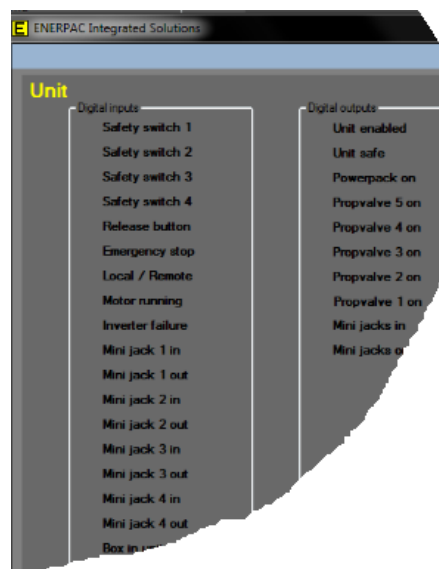 E ENERPAC Integrated Solutions
Unit
Digital inputs
Safety switch 1
Safety switch 2
Safety switch 3
Safety switch 4
Release button
Emergency stop
Local / Remote
Motor running
Inverter failure
Mini jack 1 in
Mini jack 1 out
Mini jack 2 in
Mini jack 2 out
Mini jack 3 in
Mini jack 3 out
Mini jack 4 in
Mini jack 4 out
Box in
Digital outputs
Unit enabled
Unit safe
Powerpack on
Propvalve 5 on
Propvalve 4 on
Propvalve 3 on
Propvalve 2 on
Propvalve 1 on
Mini jacks in
Mini jacks